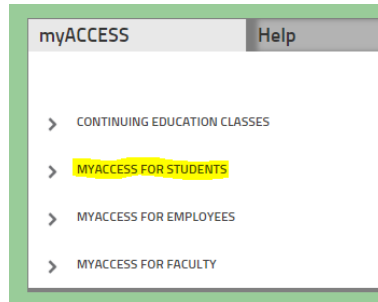 myACCESS Help
CONTINUING EDUCATION CLASSES
MYACCESS FOR STUDENTS
MYACCESS FOR EMPLOYEES
MYACCESS FOR FACULTY